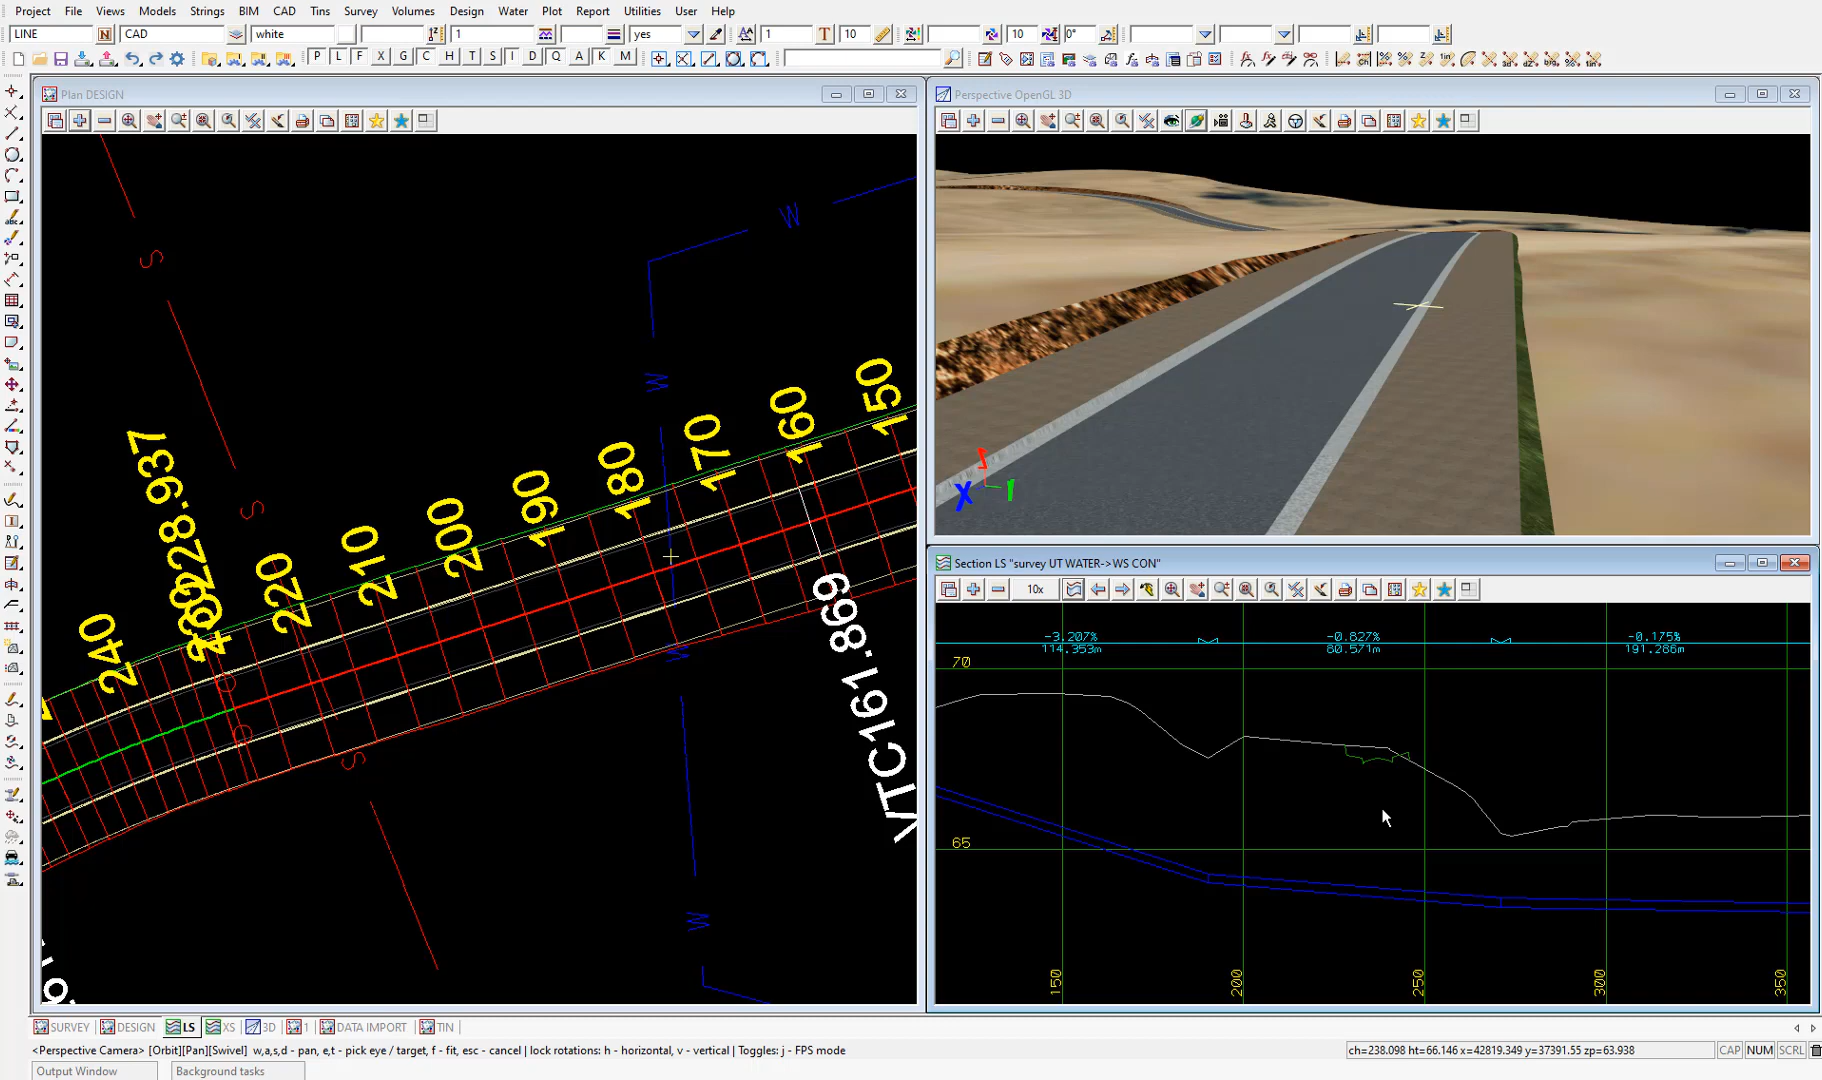 Project File Views Models Strings BIM CAD Tins Survey Volumes Design Water Plot Report Utilities User Help
LINE N CAD white 1 yes 1 T 10 10 0°
P L F X G C H T S I D Q A K M
Plan DESIGN
S
W
W
S
240
228.937
220
210
200
190
180
170
160
150
S
W
W
VTC161.869
Perspective OpenGL 3D
X
Section LS "survey UT WATER->WS CON"
10x
-3.207% -0.827% -0.175%
114.353m 80.571m 191.286m
70
65
150 200 250 300 350
SURVEY DESIGN LS XS 3D 1 DATA IMPORT TIN
<Perspective Camera> [Orbit][Pan][Swivel] w,a,s,d - pan, e,t - pick eye / target, f - fit, esc - cancel | lock rotations: h - horizontal, v - vertical | Toggles: j - FPS mode
ch=238.098 ht=66.146 x=42819.349 y=37391.55 zp=63.938 CAP NUM SCRL
Output Window Background tasks